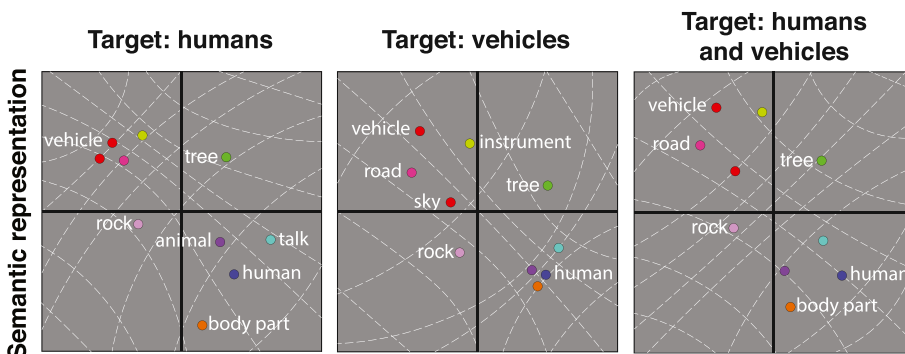 Target: humans
Target: vehicles
Target: humans
and vehicles
Semantic representation
vehicle
tree
rock
animal
talk
human
body part
vehicle
instrument
road
tree
sky
rock
human
vehicle
road
tree
rock
human
body part